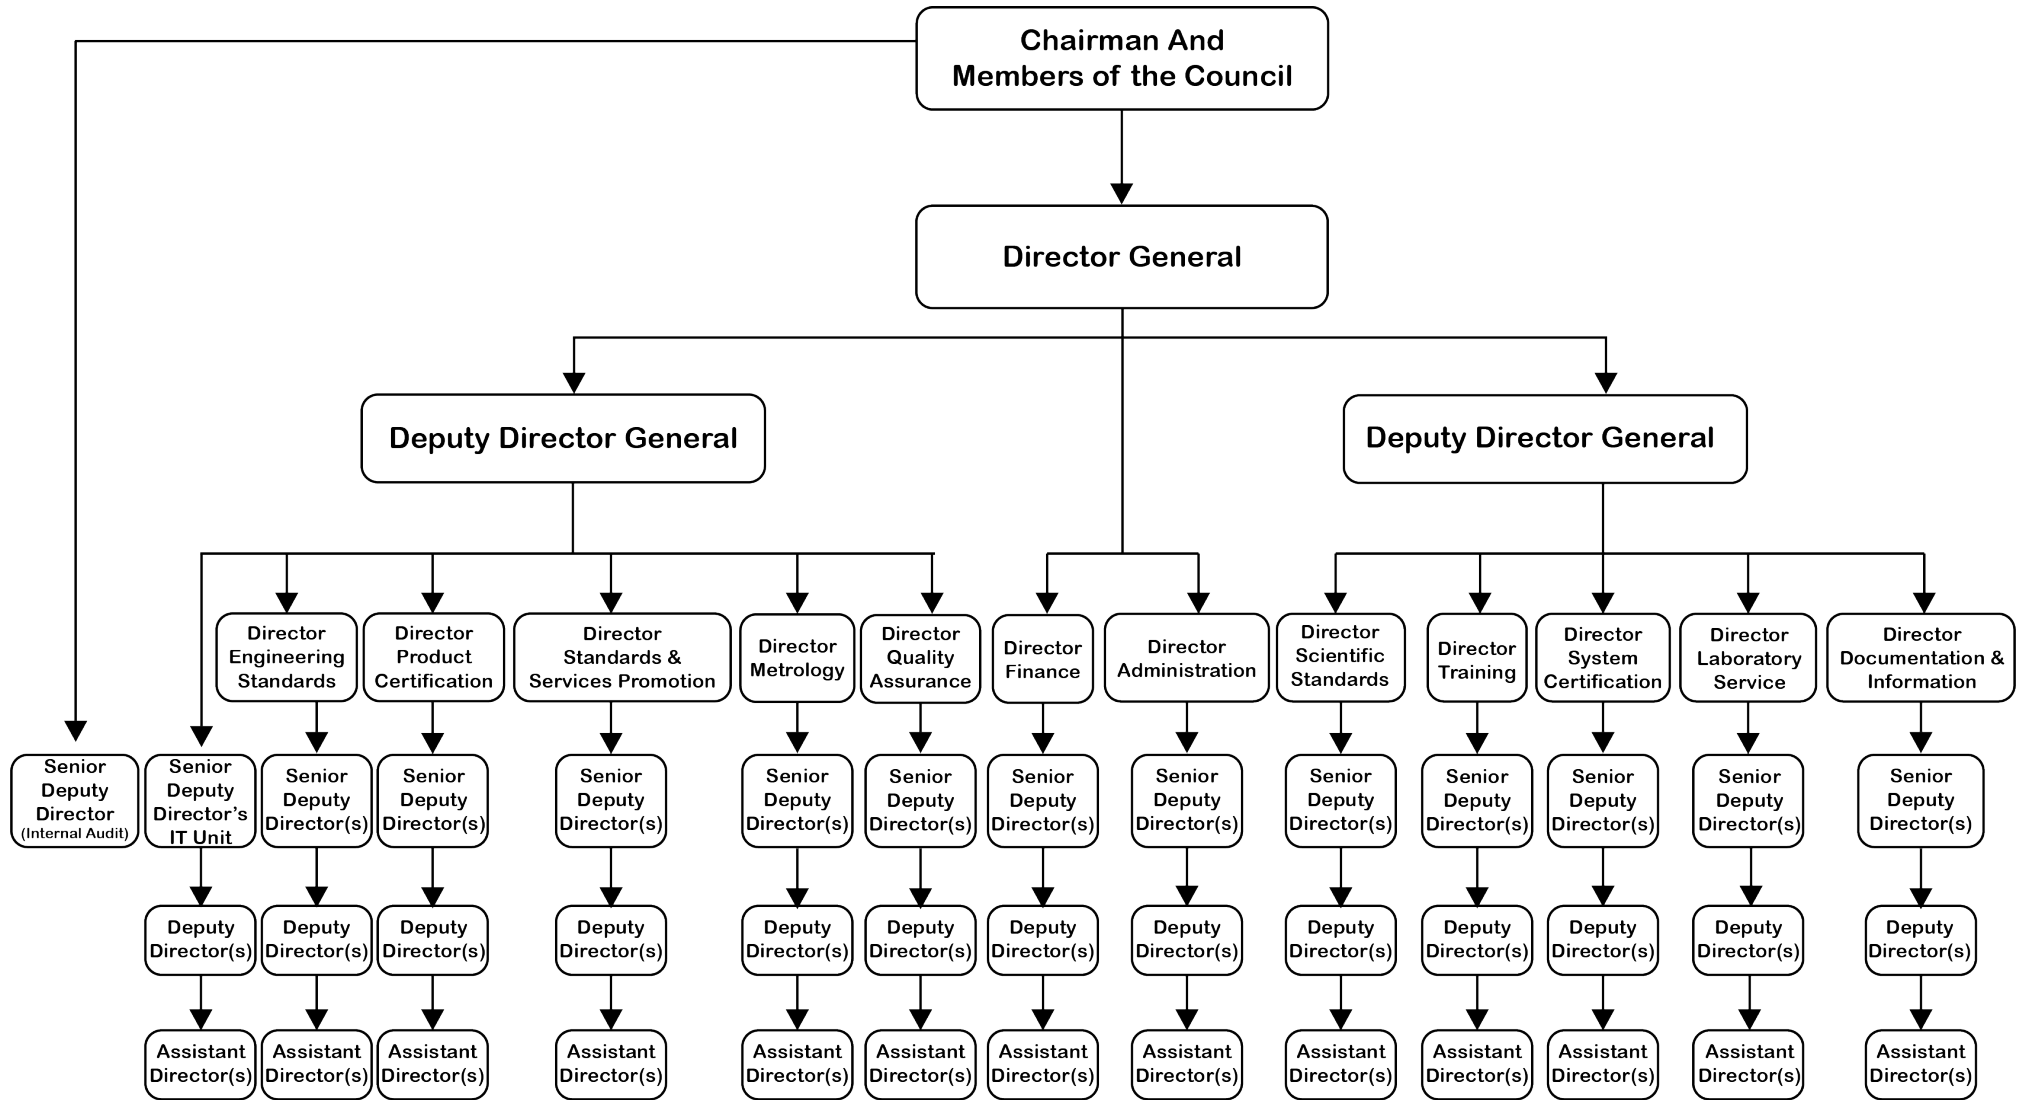 Chairman And
Members of the Council
Director General
Deputy Director General
Deputy Director General
Director
Engineering
Standards
Director
Product
Certification
Director
Standards &
Services Promotion
Director
Metrology
Director
Quality
Assurance
Director
Finance
Director
Administration
Director
Scientific
Standards
Director
Training
Director
System
Certification
Director
Laboratory
Service
Director
Documentation &
Information
Senior
Deputy
Director
(Internal Audit)
Senior
Deputy
Director’s
IT Unit
Senior
Deputy
Director(s)
Senior
Deputy
Director(s)
Senior
Deputy
Director(s)
Senior
Deputy
Director(s)
Senior
Deputy
Director(s)
Senior
Deputy
Director(s)
Senior
Deputy
Director(s)
Senior
Deputy
Director(s)
Senior
Deputy
Director(s)
Senior
Deputy
Director(s)
Senior
Deputy
Director(s)
Senior
Deputy
Director(s)
Deputy
Director(s)
Deputy
Director(s)
Deputy
Director(s)
Deputy
Director(s)
Deputy
Director(s)
Deputy
Director(s)
Deputy
Director(s)
Deputy
Director(s)
Deputy
Director(s)
Deputy
Director(s)
Deputy
Director(s)
Deputy
Director(s)
Deputy
Director(s)
Assistant
Director(s)
Assistant
Director(s)
Assistant
Director(s)
Assistant
Director(s)
Assistant
Director(s)
Assistant
Director(s)
Assistant
Director(s)
Assistant
Director(s)
Assistant
Director(s)
Assistant
Director(s)
Assistant
Director(s)
Assistant
Director(s)
Assistant
Director(s)